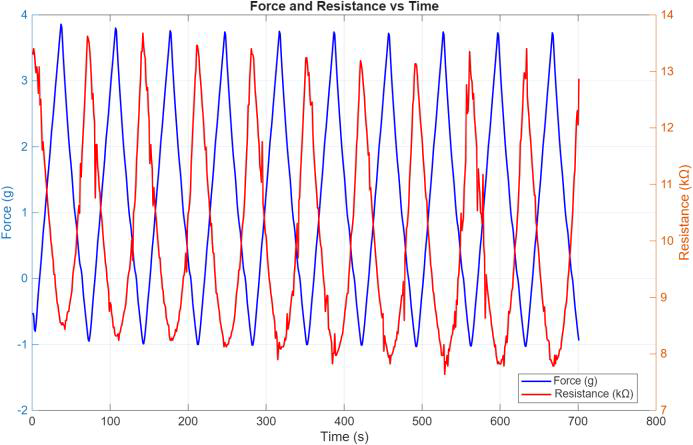 Force and Resistance vs Time
4
3
2
1
0
-1
-2
Force (g)
14
13
12
11
10
9
8
7
Resistance (kΩ)
0 100 200 300 400 500 600 700 800
Time (s)
Force (g)
Resistance (kΩ)